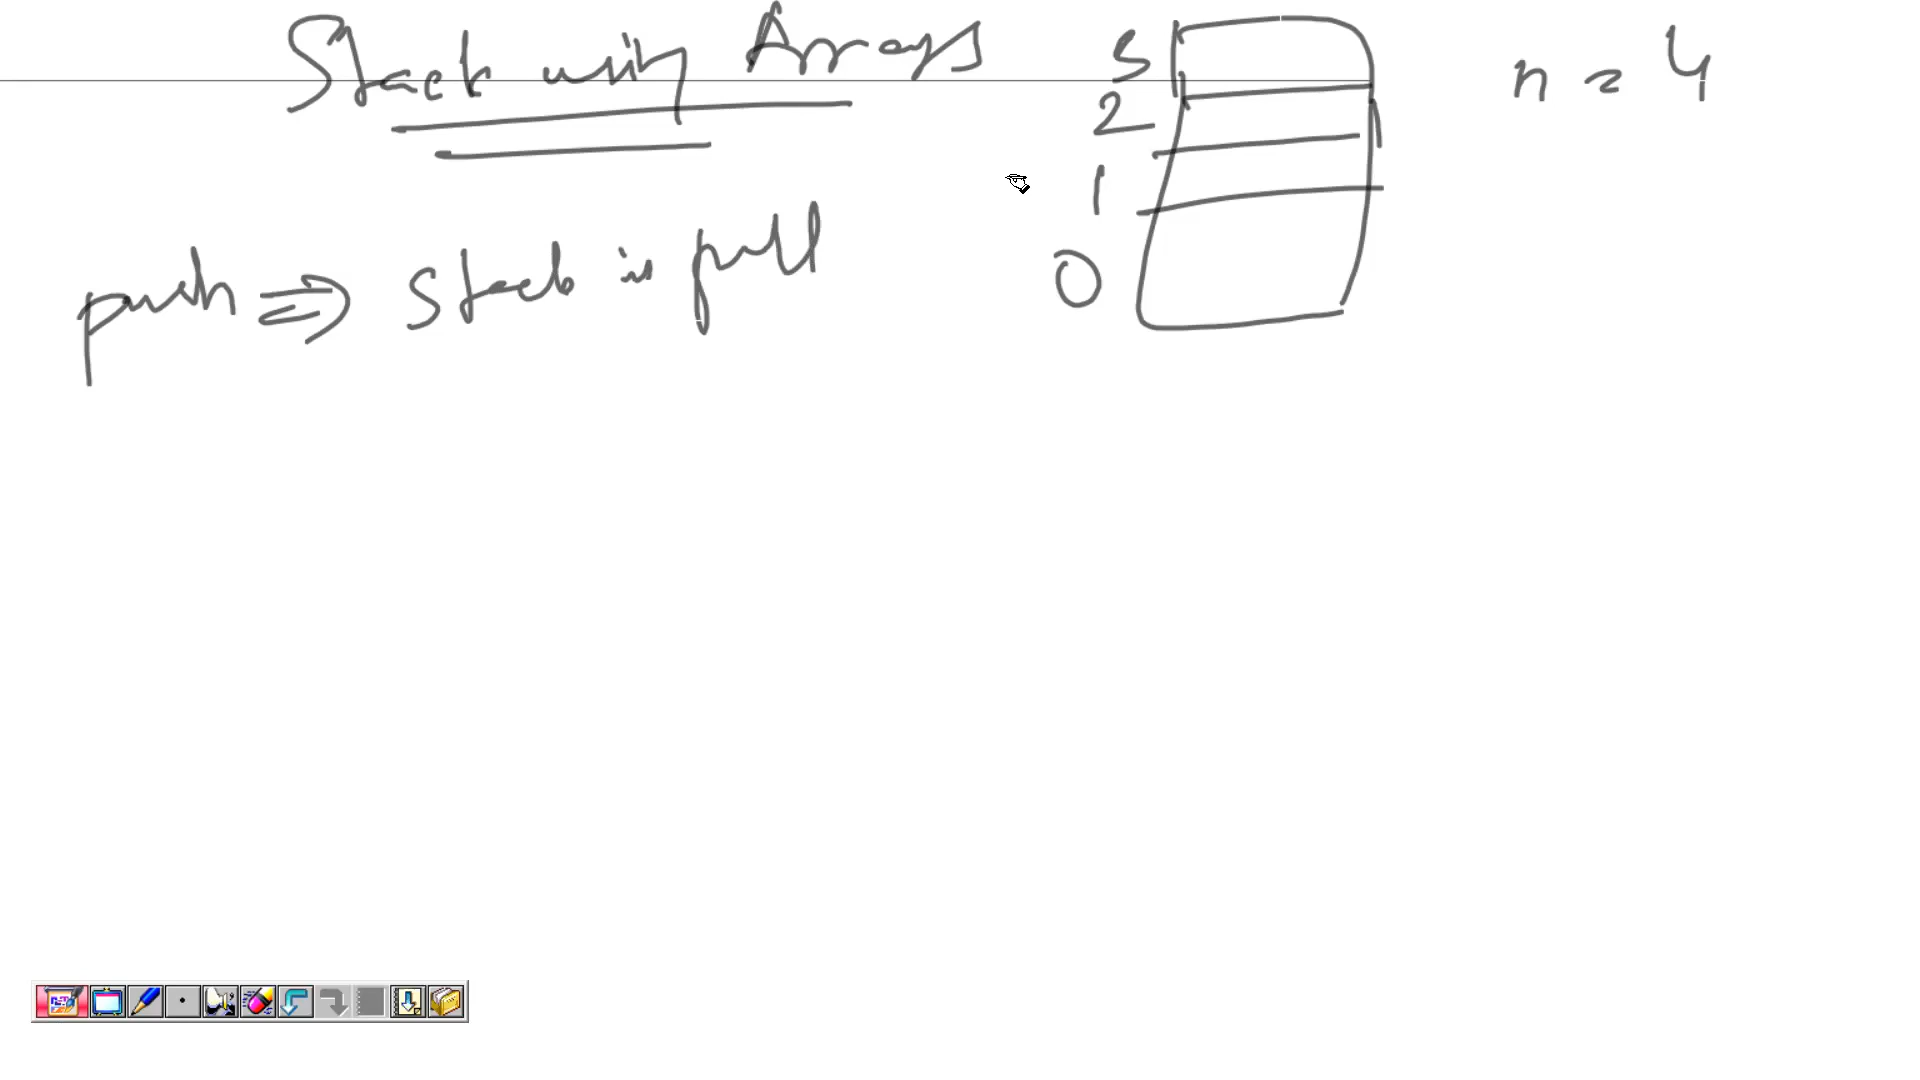 Stack using Arrays
3
2
1
0
n = 4
push ⇒ stack is full